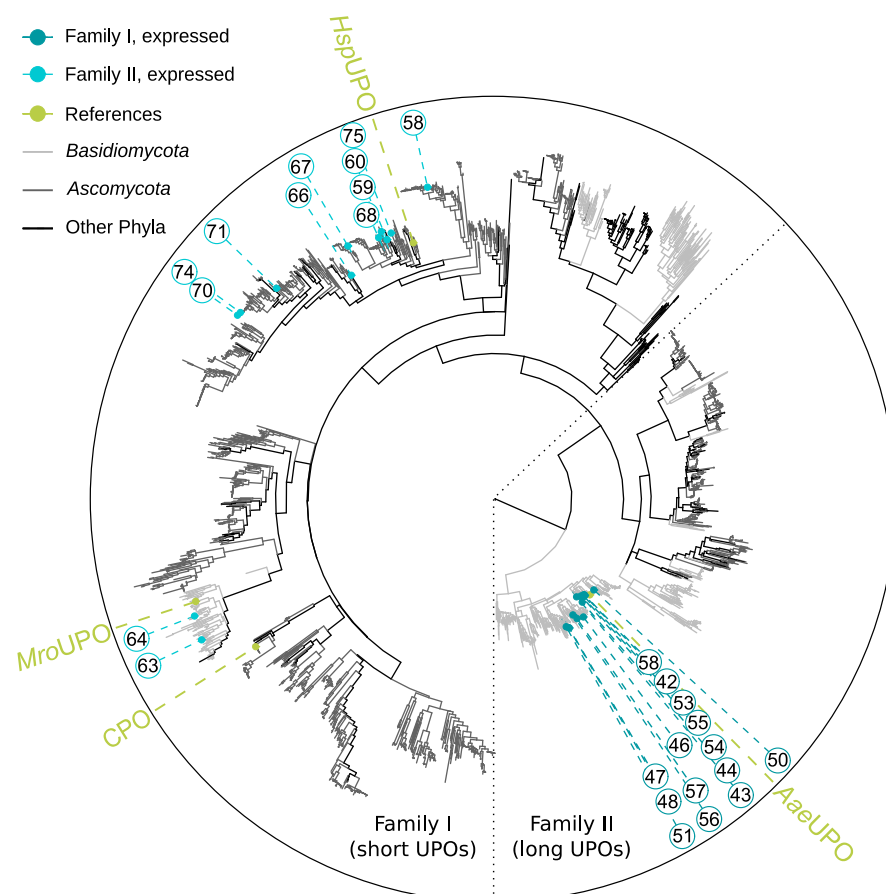 Family I, expressed
Family II, expressed
References
Basidiomycota
Ascomycota
Other Phyla
HspUPO
58
75
60
59
68
67
66
71
74
70
64
63
MroUPO
CPO
58
42
53
55
46
54
44
43
50
47
48
51
57
56
AaeUPO
Family I
(short UPOs)
Family II
(long UPOs)